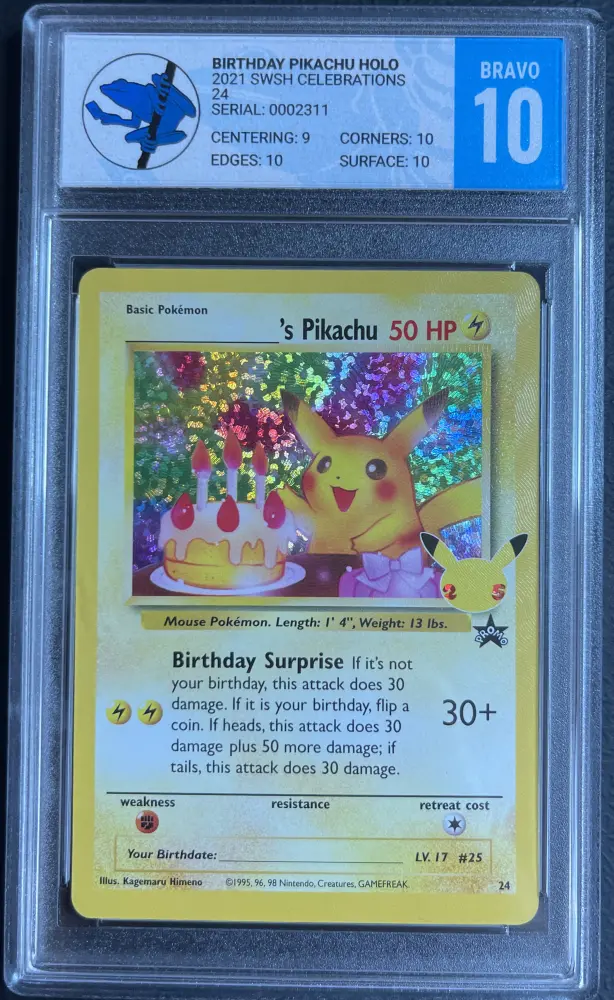 BIRTHDAY PIKACHU HOLO
2021 SWSH CELEBRATIONS
24
SERIAL: 0002311
CENTERING: 9 CORNERS: 10
EDGES: 10 SURFACE: 10
BRAVO
10
Basic Pokémon
____________'s Pikachu 50 HP
25
Mouse Pokémon. Length: 1' 4", Weight: 13 lbs.
PROMO
Birthday Surprise If it's not
your birthday, this attack does 30
damage. If it is your birthday, flip a
coin. If heads, this attack does 30
damage plus 50 more damage; if
tails, this attack does 30 damage.
30+
weakness resistance retreat cost
Your Birthdate:____________ LV. 17 #25
Illus. Kagemaru Himeno ©1995, 96, 98 Nintendo, Creatures, GAMEFREAK. 24